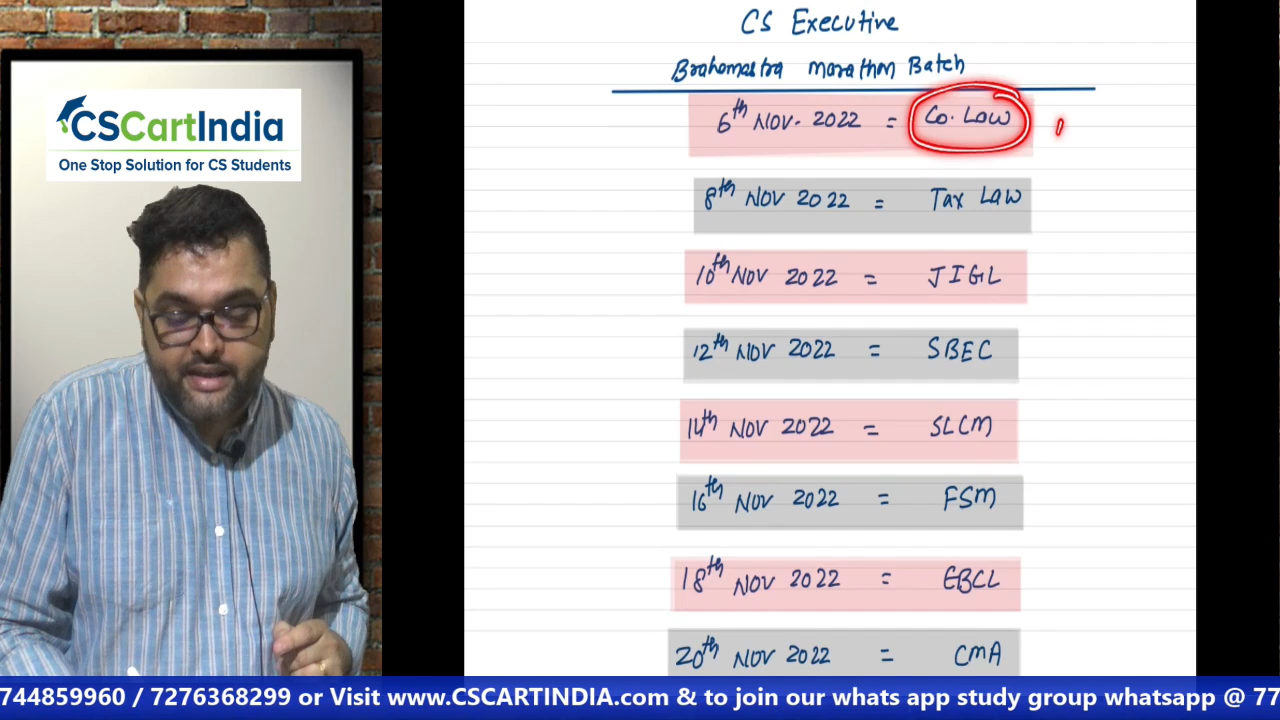 CSCartIndia
One Stop Solution for CS Students
CS Executive
Brahamastra marathon Batch
6th Nov. 2022 = Co. Law
8th Nov 2022 = Tax Law
10th Nov 2022 = JIGL
12th Nov 2022 = SBEC
14th Nov 2022 = SLCM
16th Nov 2022 = FSM
18th Nov 2022 = EBCL
20th Nov 2022 = CMA
744859960 / 7276368299 or Visit www.CSCARTINDIA.com & to join our whats app study group whatsapp @ 77